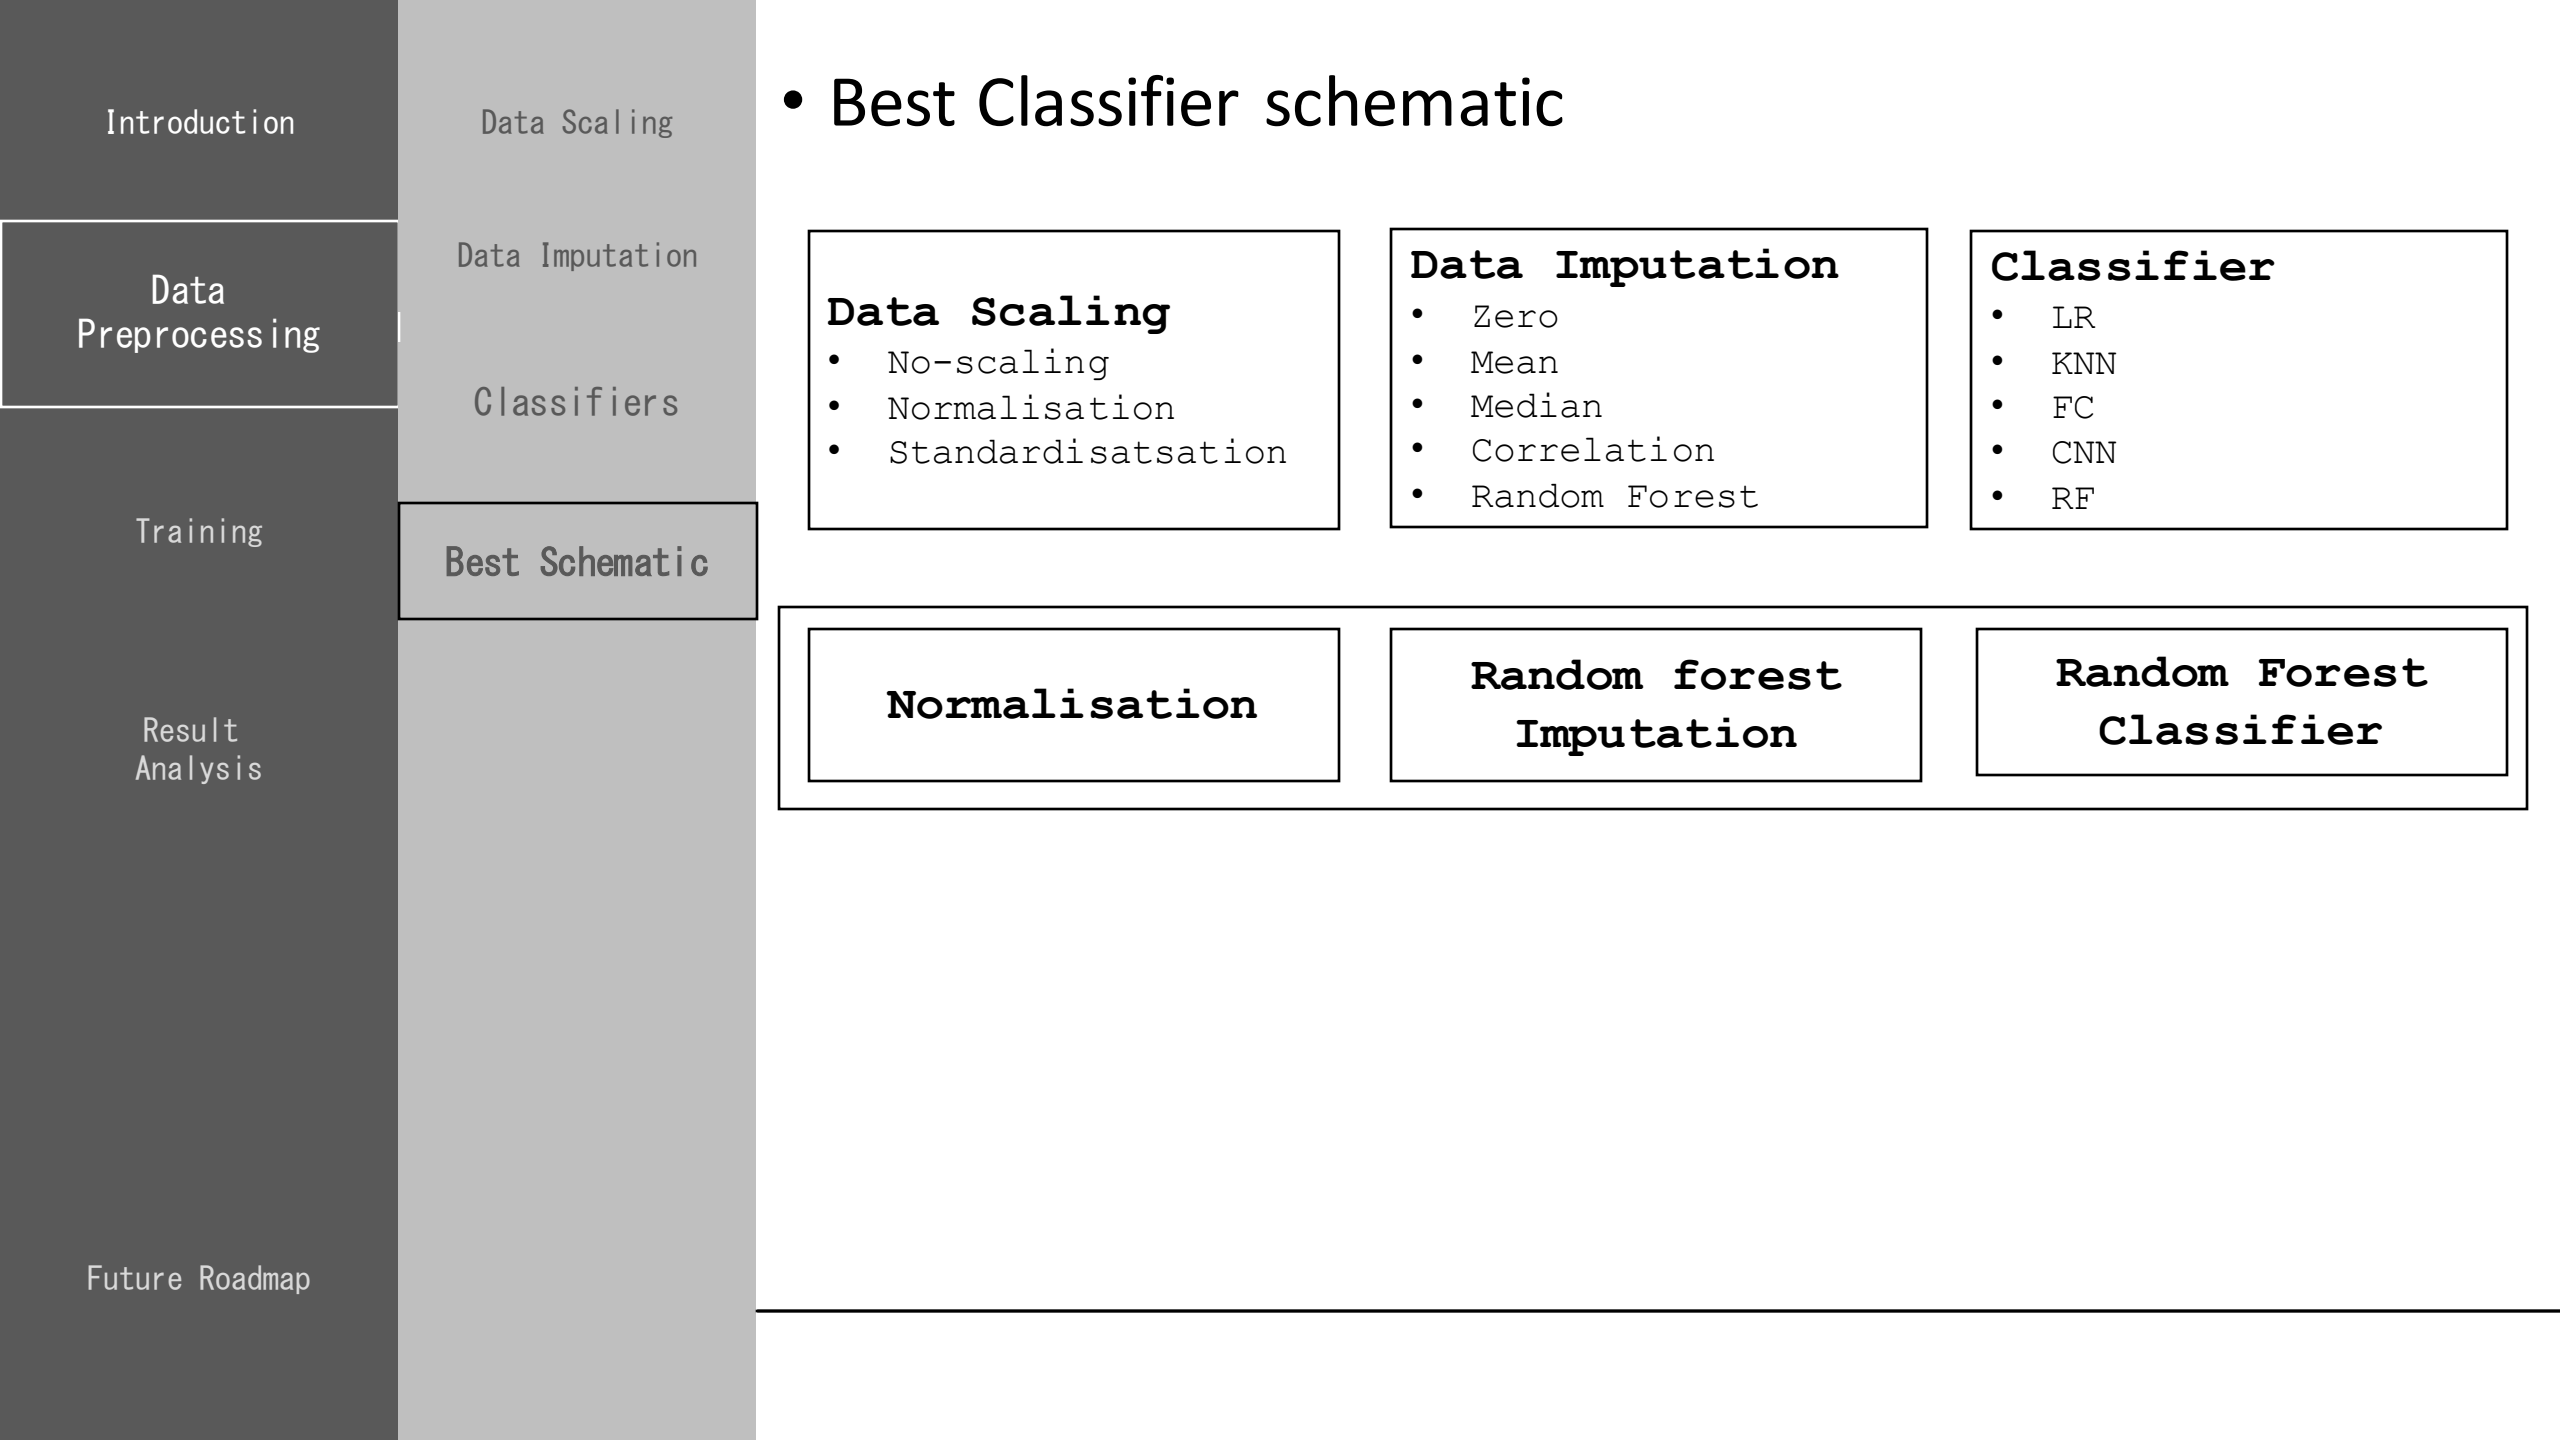 Introduction
Data
Preprocessing
Training
Result
Analysis
Future Roadmap
Data Scaling
Data Imputation
Classifiers
Best Schematic
• Best Classifier schematic
Data Scaling
• No-scaling
• Normalisation
• Standardisatsation
Data Imputation
• Zero
• Mean
• Median
• Correlation
• Random Forest
Classifier
• LR
• KNN
• FC
• CNN
• RF
Normalisation
Random forest
Imputation
Random Forest
Classifier